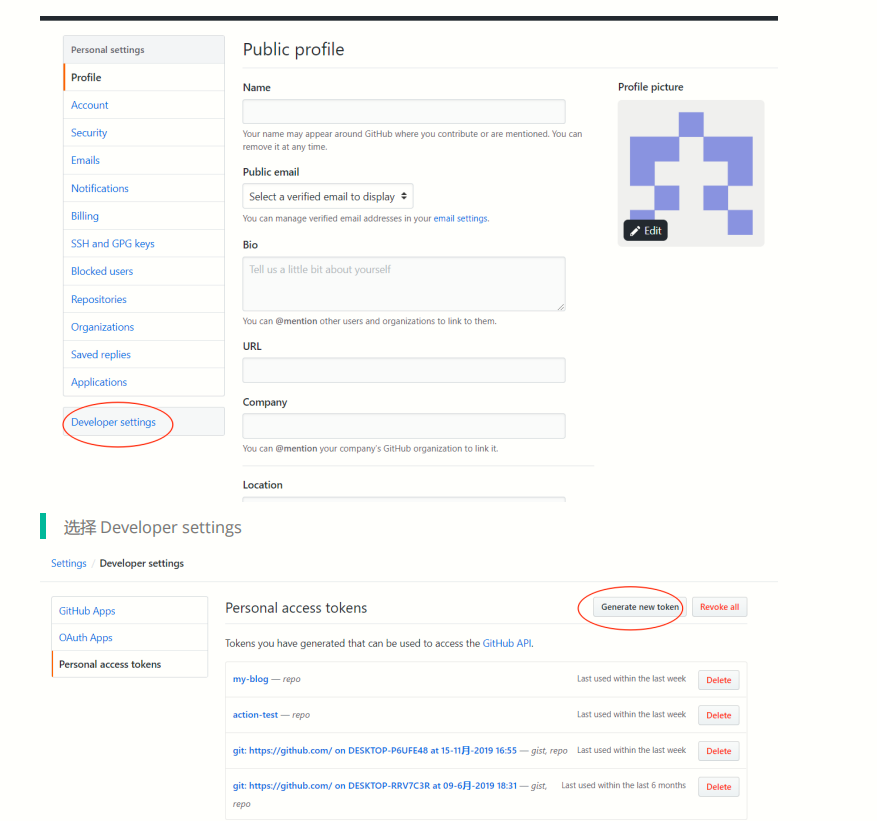 Personal settings
Profile
Account
Security
Emails
Notifications
Billing
SSH and GPG keys
Blocked users
Repositories
Organizations
Saved replies
Applications
Developer settings
Public profile
Name
Your name may appear around GitHub where you contribute or are mentioned. You can
remove it at any time.
Public email
Select a verified email to display
You can manage verified email addresses in your email settings.
Bio
Tell us a little bit about yourself
You can @mention other users and organizations to link to them.
URL
Company
You can @mention your company's GitHub organization to link it.
Location
Profile picture
Edit
选择 Developer settings
Settings / Developer settings
GitHub Apps
OAuth Apps
Personal access tokens
Personal access tokens
Generate new token
Revoke all
Tokens you have generated that can be used to access the GitHub API.
my-blog — repo
Last used within the last week
Delete
action-test — repo
Last used within the last week
Delete
git: https://github.com/ on DESKTOP-P6UFE48 at 15-11月-2019 16:55 — gist, repo
Last used within the last week
Delete
git: https://github.com/ on DESKTOP-RRV7C3R at 09-6月-2019 18:31 — gist,
repo
Last used within the last 6 months
Delete